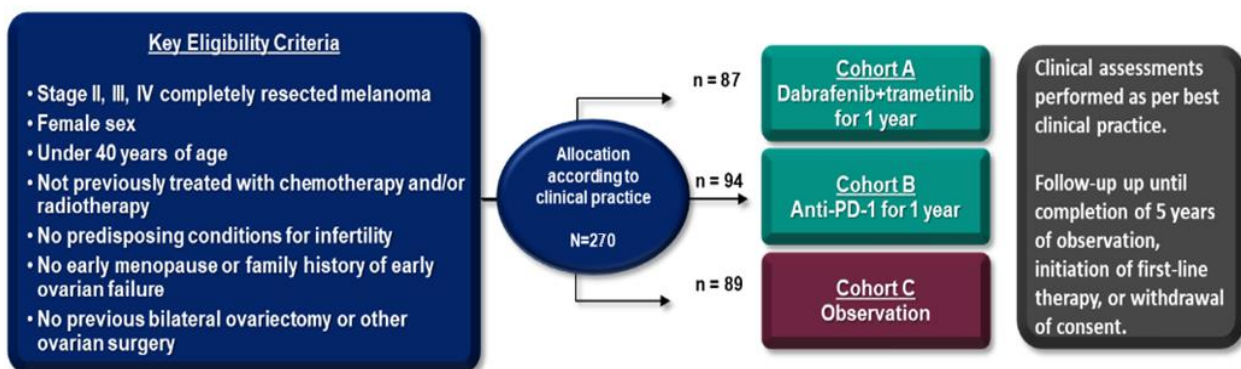 Key Eligibility Criteria
• Stage II, III, IV completely resected melanoma
• Female sex
• Under 40 years of age
• Not previously treated with chemotherapy and/or
radiotherapy
• No predisposing conditions for infertility
• No early menopause or family history of early
ovarian failure
• No previous bilateral ovariectomy or other
ovarian surgery
Allocation
according to
clinical practice
N=270
n = 87
n = 94
n = 89
Cohort A
Dabrafenib+trametinib
for 1 year
Cohort B
Anti-PD-1 for 1 year
Cohort C
Observation
Clinical assessments
performed as per best
clinical practice.
Follow-up up until
completion of 5 years
of observation,
initiation of first-line
therapy, or withdrawal
of consent.